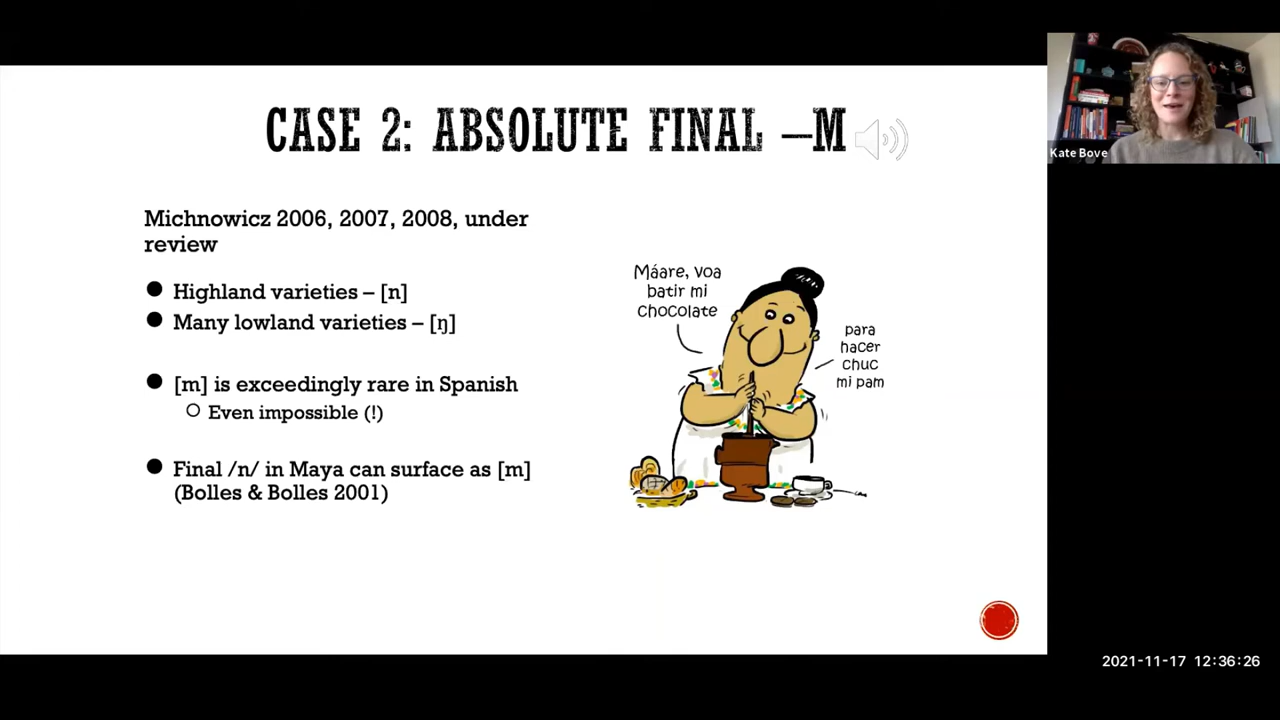 CASE 2: ABSOLUTE FINAL –M
Kate Bove
Michnowicz 2006, 2007, 2008, under
review
Highland varieties – [n]
Many lowland varieties – [ŋ]
[m] is exceedingly rare in Spanish
Even impossible (!)
Final /n/ in Maya can surface as [m]
(Bolles & Bolles 2001)
Máare, voa
batir mi
chocolate
para
hacer
chuc
mi pam
2021-11-17 12:36:26